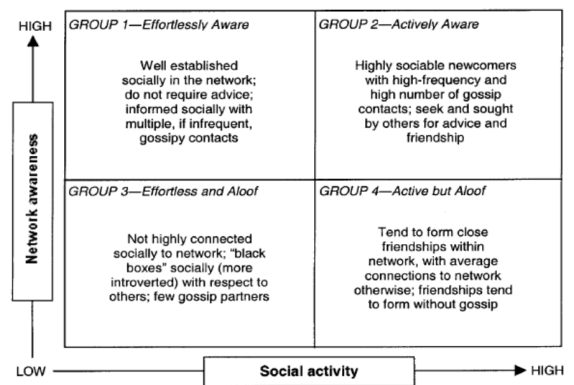 HIGH
GROUP 1—Effortlessly Aware
Well established
socially in the network;
do not require advice;
informed socially with
multiple, if infrequent,
gossipy contacts
GROUP 2—Actively Aware
Highly sociable newcomers
with high-frequency and
high number of gossip
contacts; seek and sought
by others for advice and
friendship
Network awareness
GROUP 3—Effortless and Aloof
Not highly connected
socially to network; "black
boxes" socially (more
introverted) with respect to
others; few gossip partners
GROUP 4—Active but Aloof
Tend to form close
friendships within
network, with average
connections to network
otherwise; friendships tend
to form without gossip
LOW
Social activity
HIGH